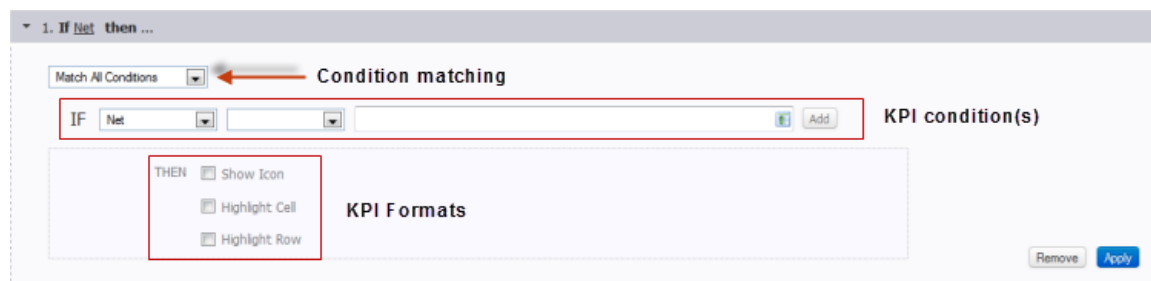 1. If Net then ...
Match All Conditions
Condition matching
IF Net Add KPI condition(s)
THEN Show Icon
Highlight Cell KPI Formats
Highlight Row
Remove Apply